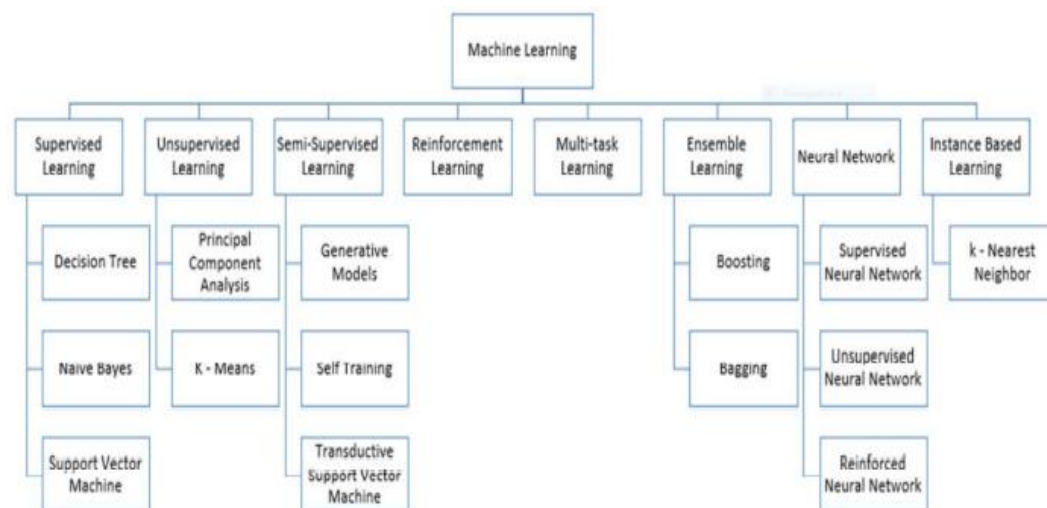 Machine Learning
Supervised
Learning
Unsupervised
Learning
Semi-Supervised
Learning
Reinforcement
Learning
Multi-task
Learning
Ensemble
Learning
Neural Network
Instance Based
Learning
Decision Tree
Principal
Component
Analysis
Generative
Models
Boosting
Supervised
Neural Network
k - Nearest
Neighbor
Naive Bayes
K - Means
Self Training
Bagging
Unsupervised
Neural Network
Support Vector
Machine
Transductive
Support Vector
Machine
Reinforced
Neural Network